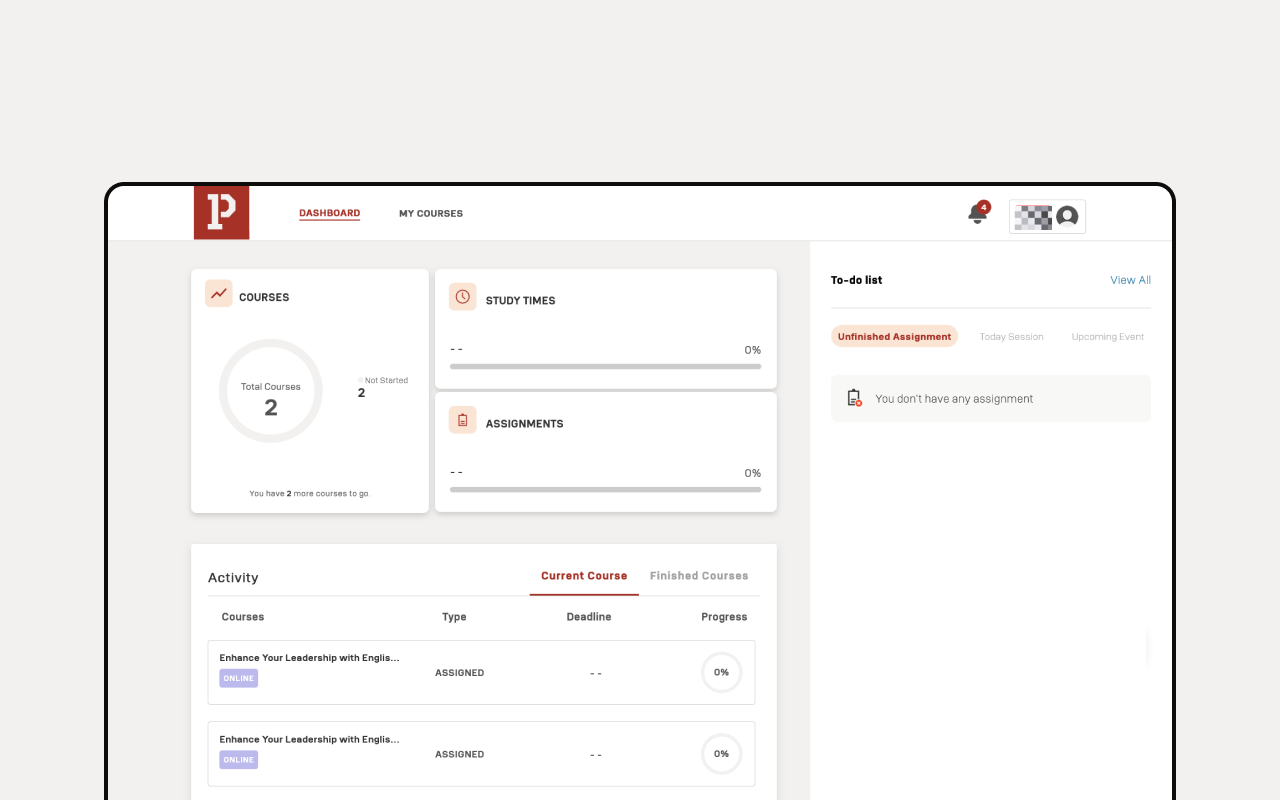 P
DASHBOARD
MY COURSES
4
COURSES
Total Courses
2
Not Started
2
You have 2 more courses to go.
STUDY TIMES
-- 0%
ASSIGNMENTS
-- 0%
To-do list
View All
Unfinished Assignment
Today Session
Upcoming Event
You don't have any assignment
Activity
Current Course
Finished Courses
Courses Type Deadline Progress
Enhance Your Leadership with Englis...
ONLINE
ASSIGNED -- 0%
Enhance Your Leadership with Englis...
ONLINE
ASSIGNED -- 0%